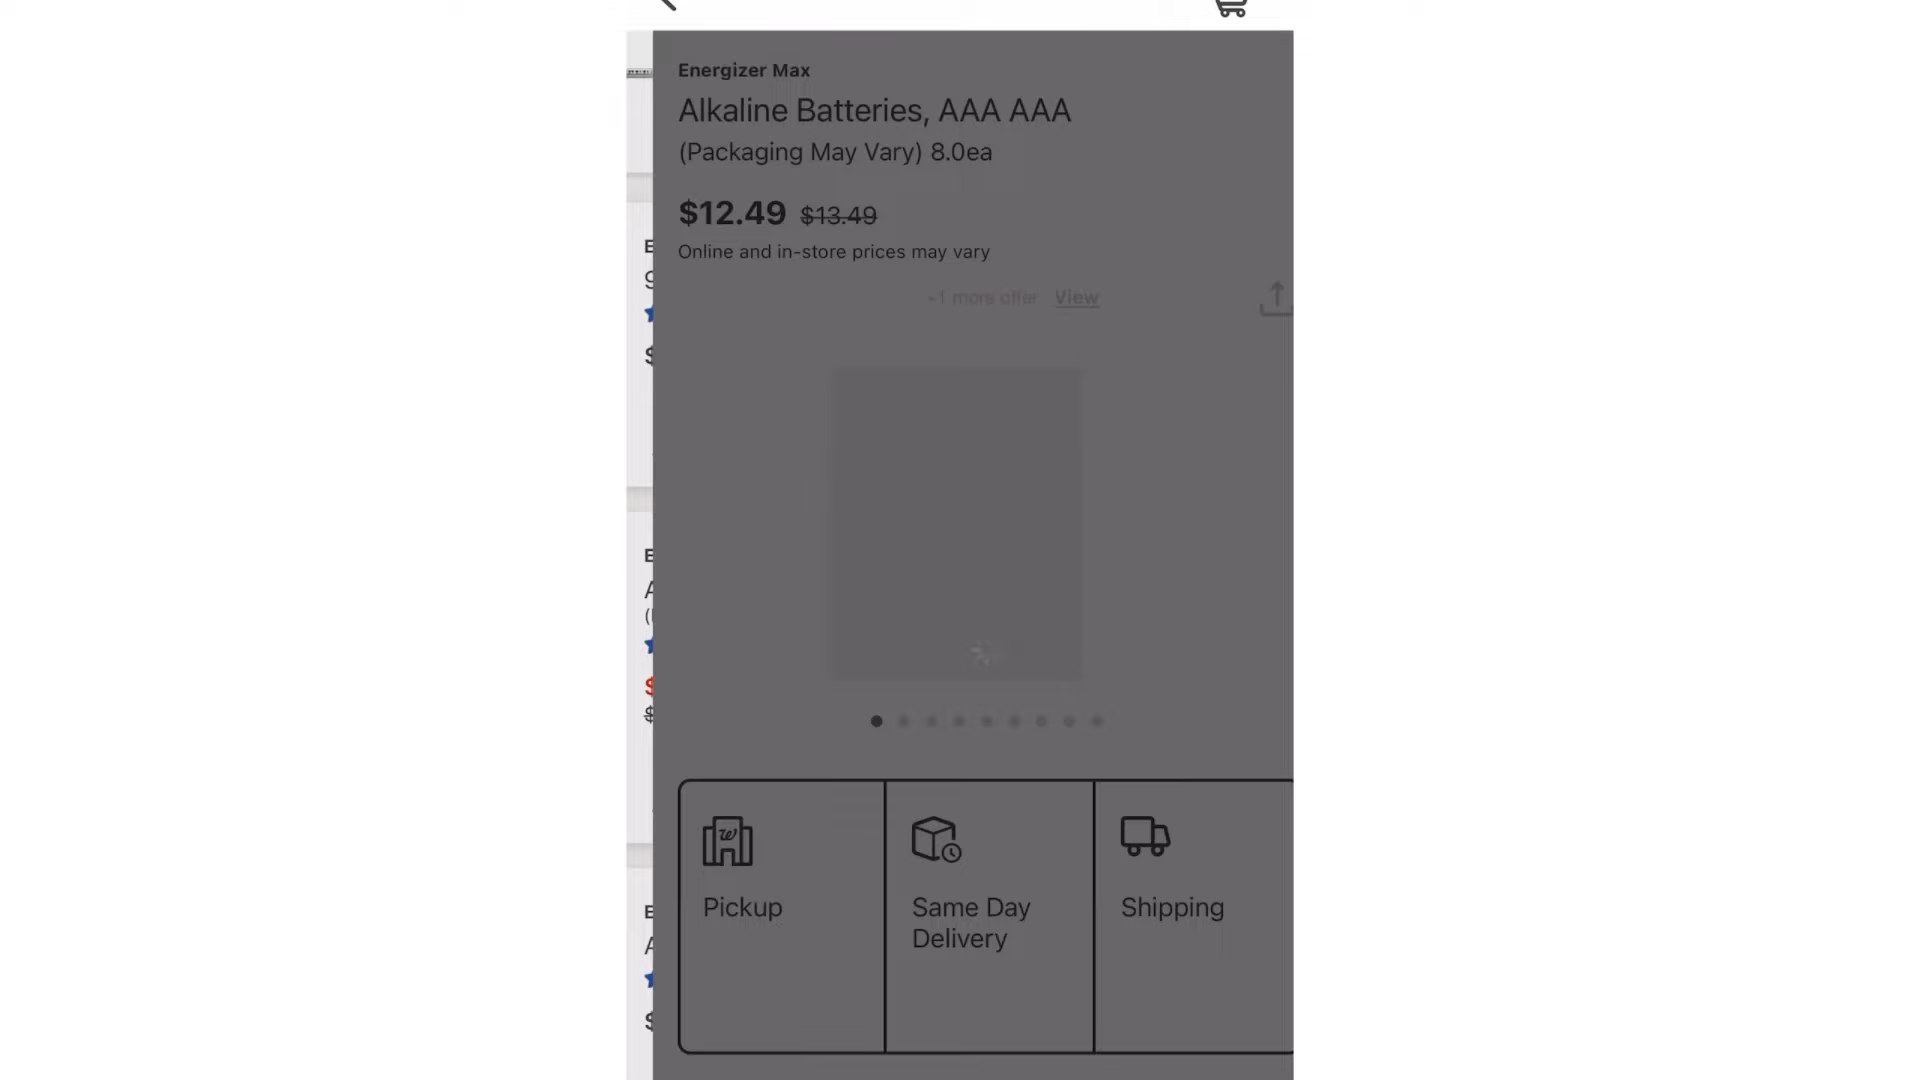 Energizer Max
Alkaline Batteries, AAA AAA
(Packaging May Vary) 8.0ea
$12.49 $13.49
Online and in-store prices may vary
+1 more offer View
Pickup
Same Day
Delivery
Shipping